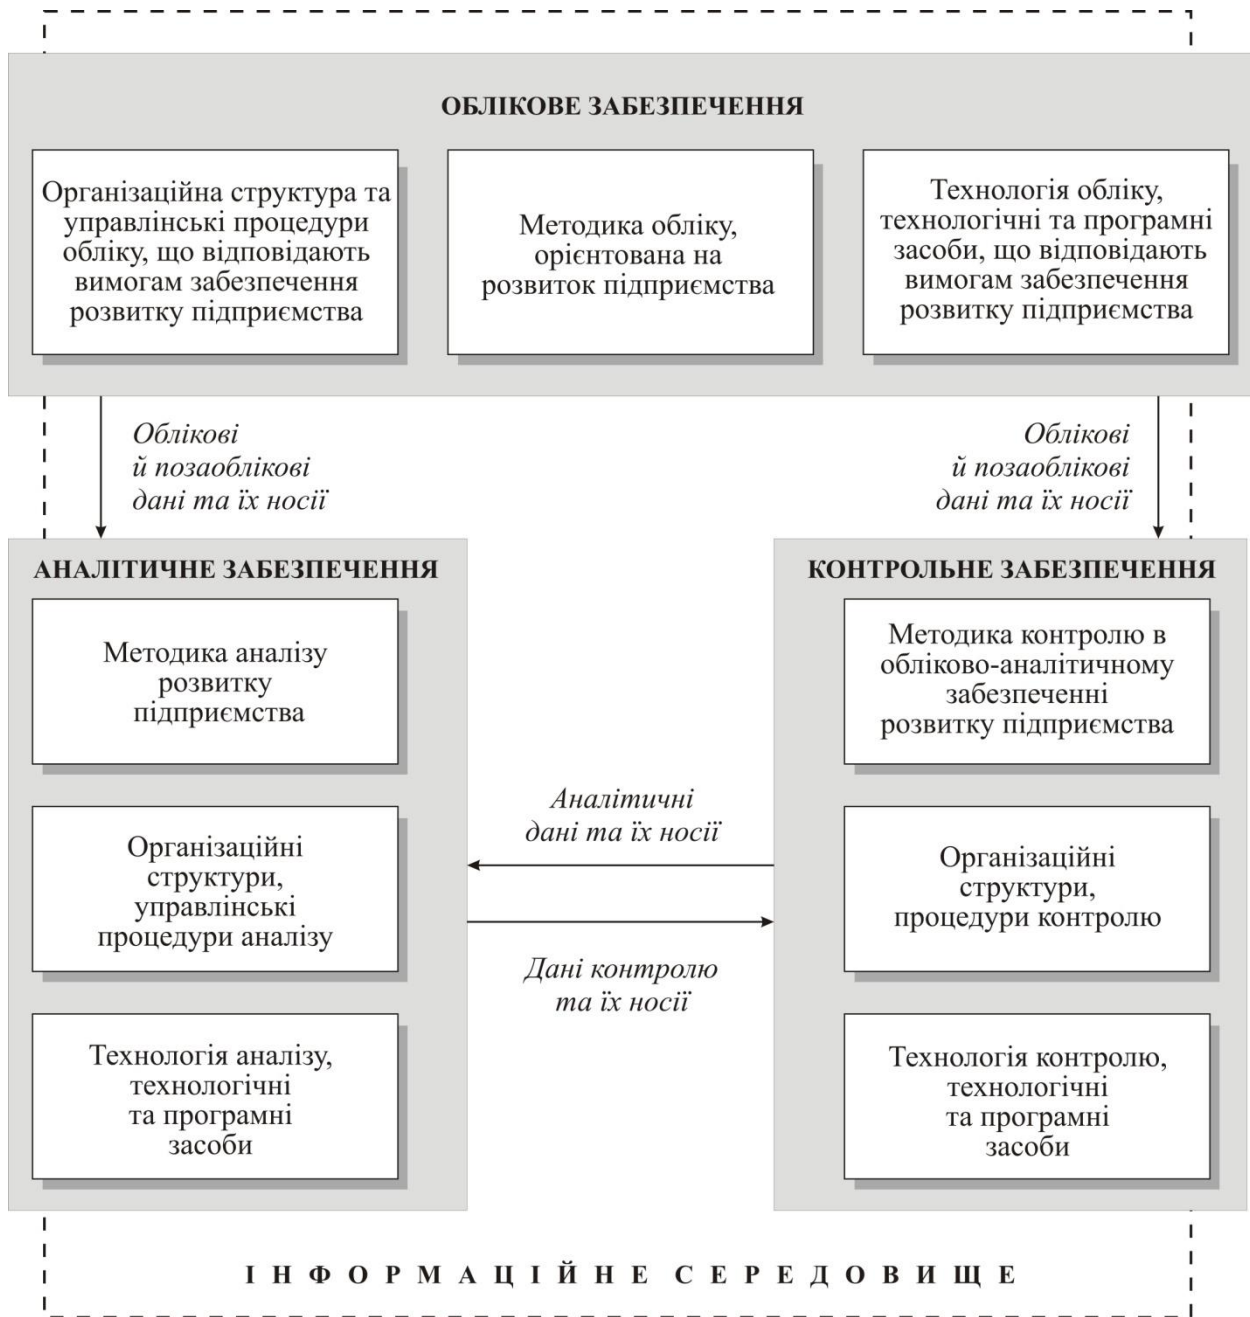 ОБЛІКОВЕ ЗАБЕЗПЕЧЕННЯ
Організаційна структура та
управлінські процедури
обліку, що відповідають
вимогам забезпечення
розвитку підприємства
Методика обліку,
орієнтована на
розвиток підприємства
Технологія обліку,
технологічні та програмні
засоби, що відповідають
вимогам забезпечення
розвитку підприємства
Облікові
й позаоблікові
дані та їх носії
Облікові
й позаоблікові
дані та їх носії
АНАЛІТИЧНЕ ЗАБЕЗПЕЧЕННЯ
Методика аналізу
розвитку
підприємства
Організаційні
структури,
управлінські
процедури аналізу
Технологія аналізу,
технологічні
та програмні
засоби
Аналітичні
дані та їх носії
Дані контролю
та їх носії
КОНТРОЛЬНЕ ЗАБЕЗПЕЧЕННЯ
Методика контролю в
обліково-аналітичному
забезпеченні
розвитку підприємства
Організаційні
структури,
процедури контролю
Технологія контролю,
технологічні
та програмні
засоби
ІНФОРМАЦІЙНЕ СЕРЕДОВИЩЕ